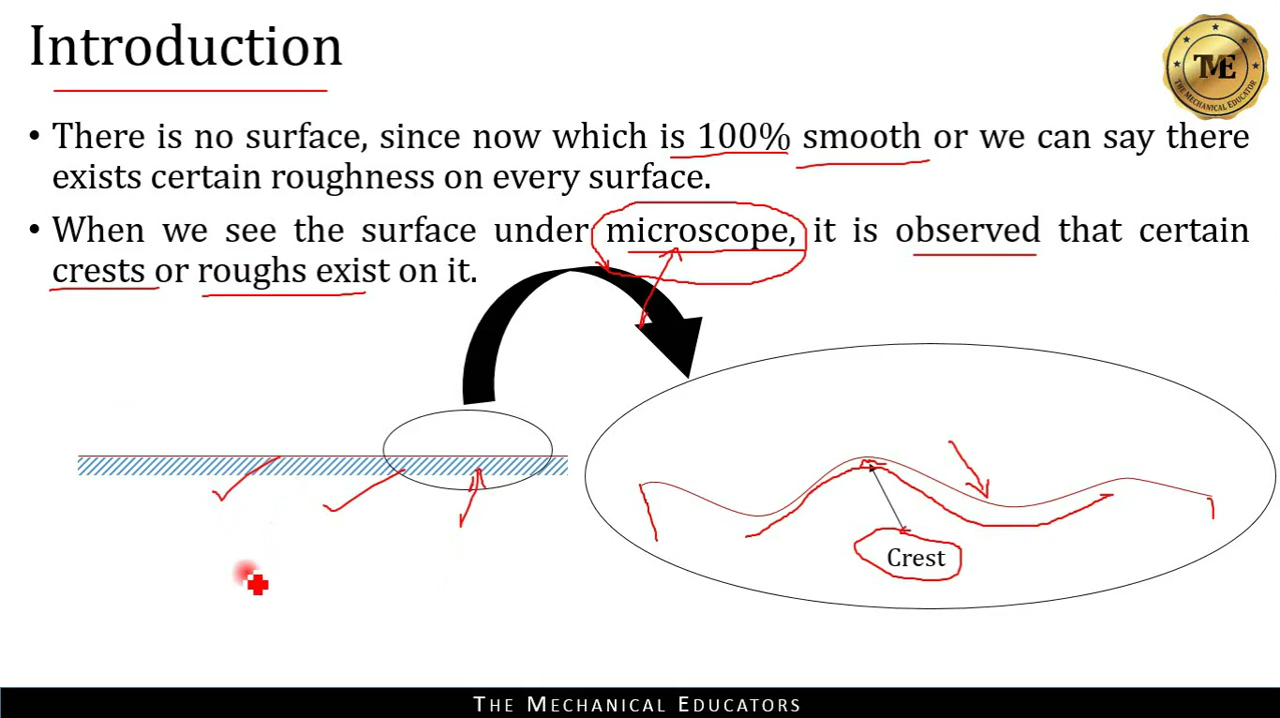 Introduction
TME
THE MECHANICAL EDUCATOR
• There is no surface, since now which is 100% smooth or we can say there
exists certain roughness on every surface.
• When we see the surface under microscope, it is observed that certain
crests or roughs exist on it.
Crest
THE MECHANICAL EDUCATORS